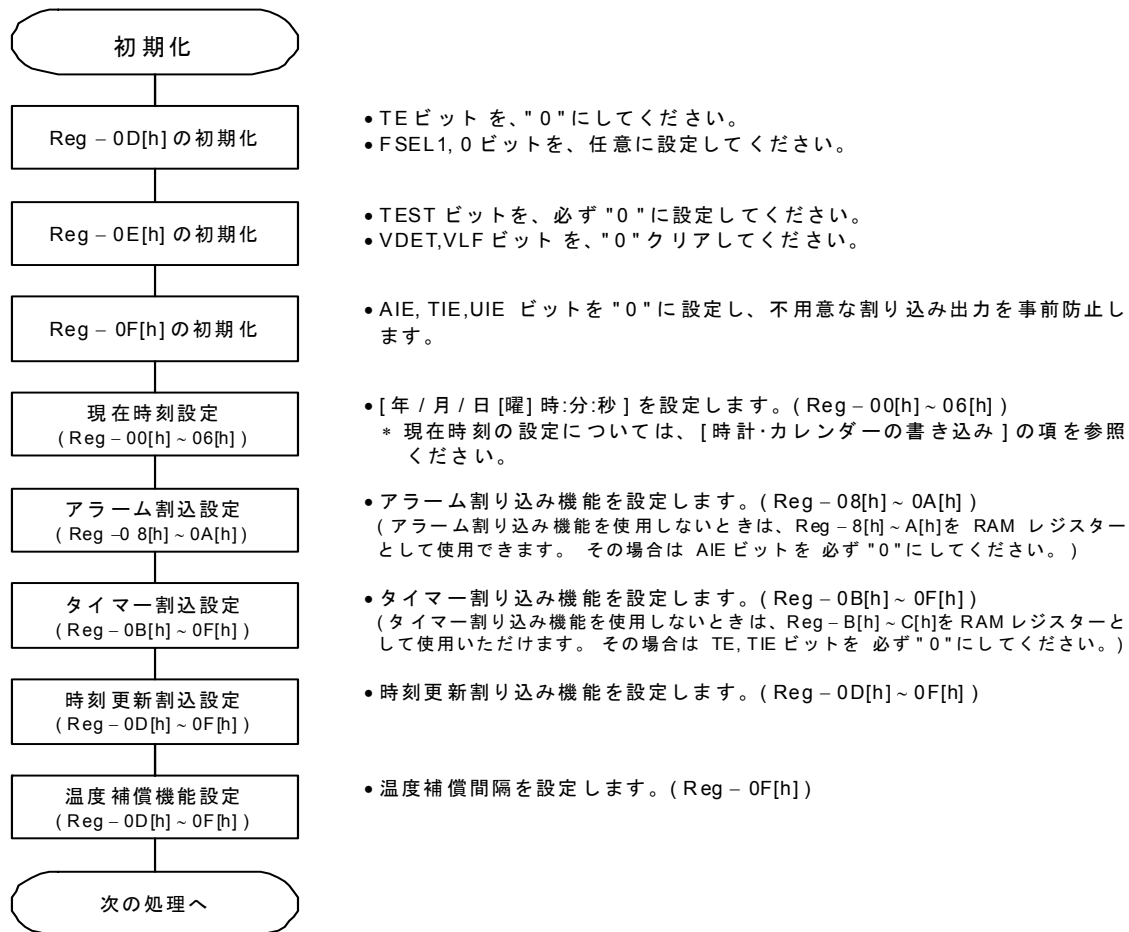 初期化
Reg – 0D[h] の初期化
• TEビット を、"0"にしてください。
• FSEL1, 0 ビットを、任意に設定してください。
Reg – 0E[h] の初期化
• TEST ビットを、必ず "0"に設定してください。
• VDET,VLFビット を、"0"クリアしてください。
Reg – 0F[h] の初期化
• AIE, TIE,UIE ビットを "0"に設定し、不用意な割り込み出力を事前防止し
ます。
現在時刻設定
( Reg – 00[h] ~ 06[h] )
• [ 年 / 月 / 日 [曜] 時:分:秒 ] を設定します。( Reg – 00[h] ~ 06[h] )
* 現在時刻の設定については、[ 時計･カレンダーの書き込み ] の項を参照
ください。
アラーム割込設定
( Reg –0 8[h] ~ 0A[h] )
• アラーム割り込み機能を設定します。( Reg – 08[h] ~ 0A[h] )
( アラーム割り込み機能を使用しないときは、Reg – 8[h] ~ A[h]を RAM レジスター
として使用できます。 その場合は AIEビットを 必ず "0"にしてください。)
タイマー割込設定
( Reg – 0B[h] ~ 0F[h] )
• タイマー割り込み機能を設定します。( Reg – 0B[h] ~ 0F[h] )
( タイマー割り込み機能を使用しないときは、Reg – B[h] ~ C[h]を RAM レジスターと
して使用いただけます。 その場合は TE, TIE ビットを 必ず "0"にしてください。)
時刻更新割込設定
( Reg – 0D[h] ~ 0F[h] )
• 時刻更新割り込み機能を設定します。( Reg – 0D[h] ~ 0F[h] )
温度補償機能設定
( Reg – 0D[h] ~ 0F[h] )
• 温度補償間隔を設定します。( Reg – 0F[h] )
次の処理へ